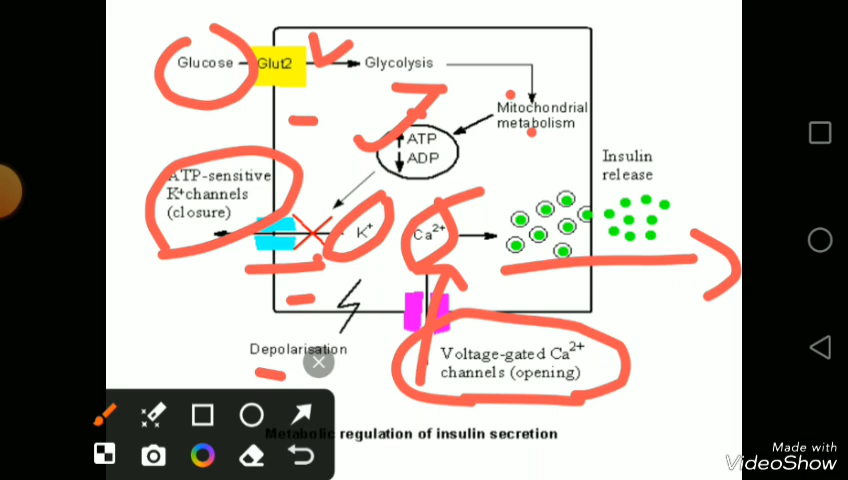 Glucose
Glut2
Glycolysis
Mitochondrial
metabolism
ATP
ADP
ATP-sensitive
K+channels
(closure)
K+
Ca2+
Insulin
release
Depolarisation
Voltage-gated Ca2+
channels (opening)
Metabolic regulation of insulin secretion
Made with
VideoShow